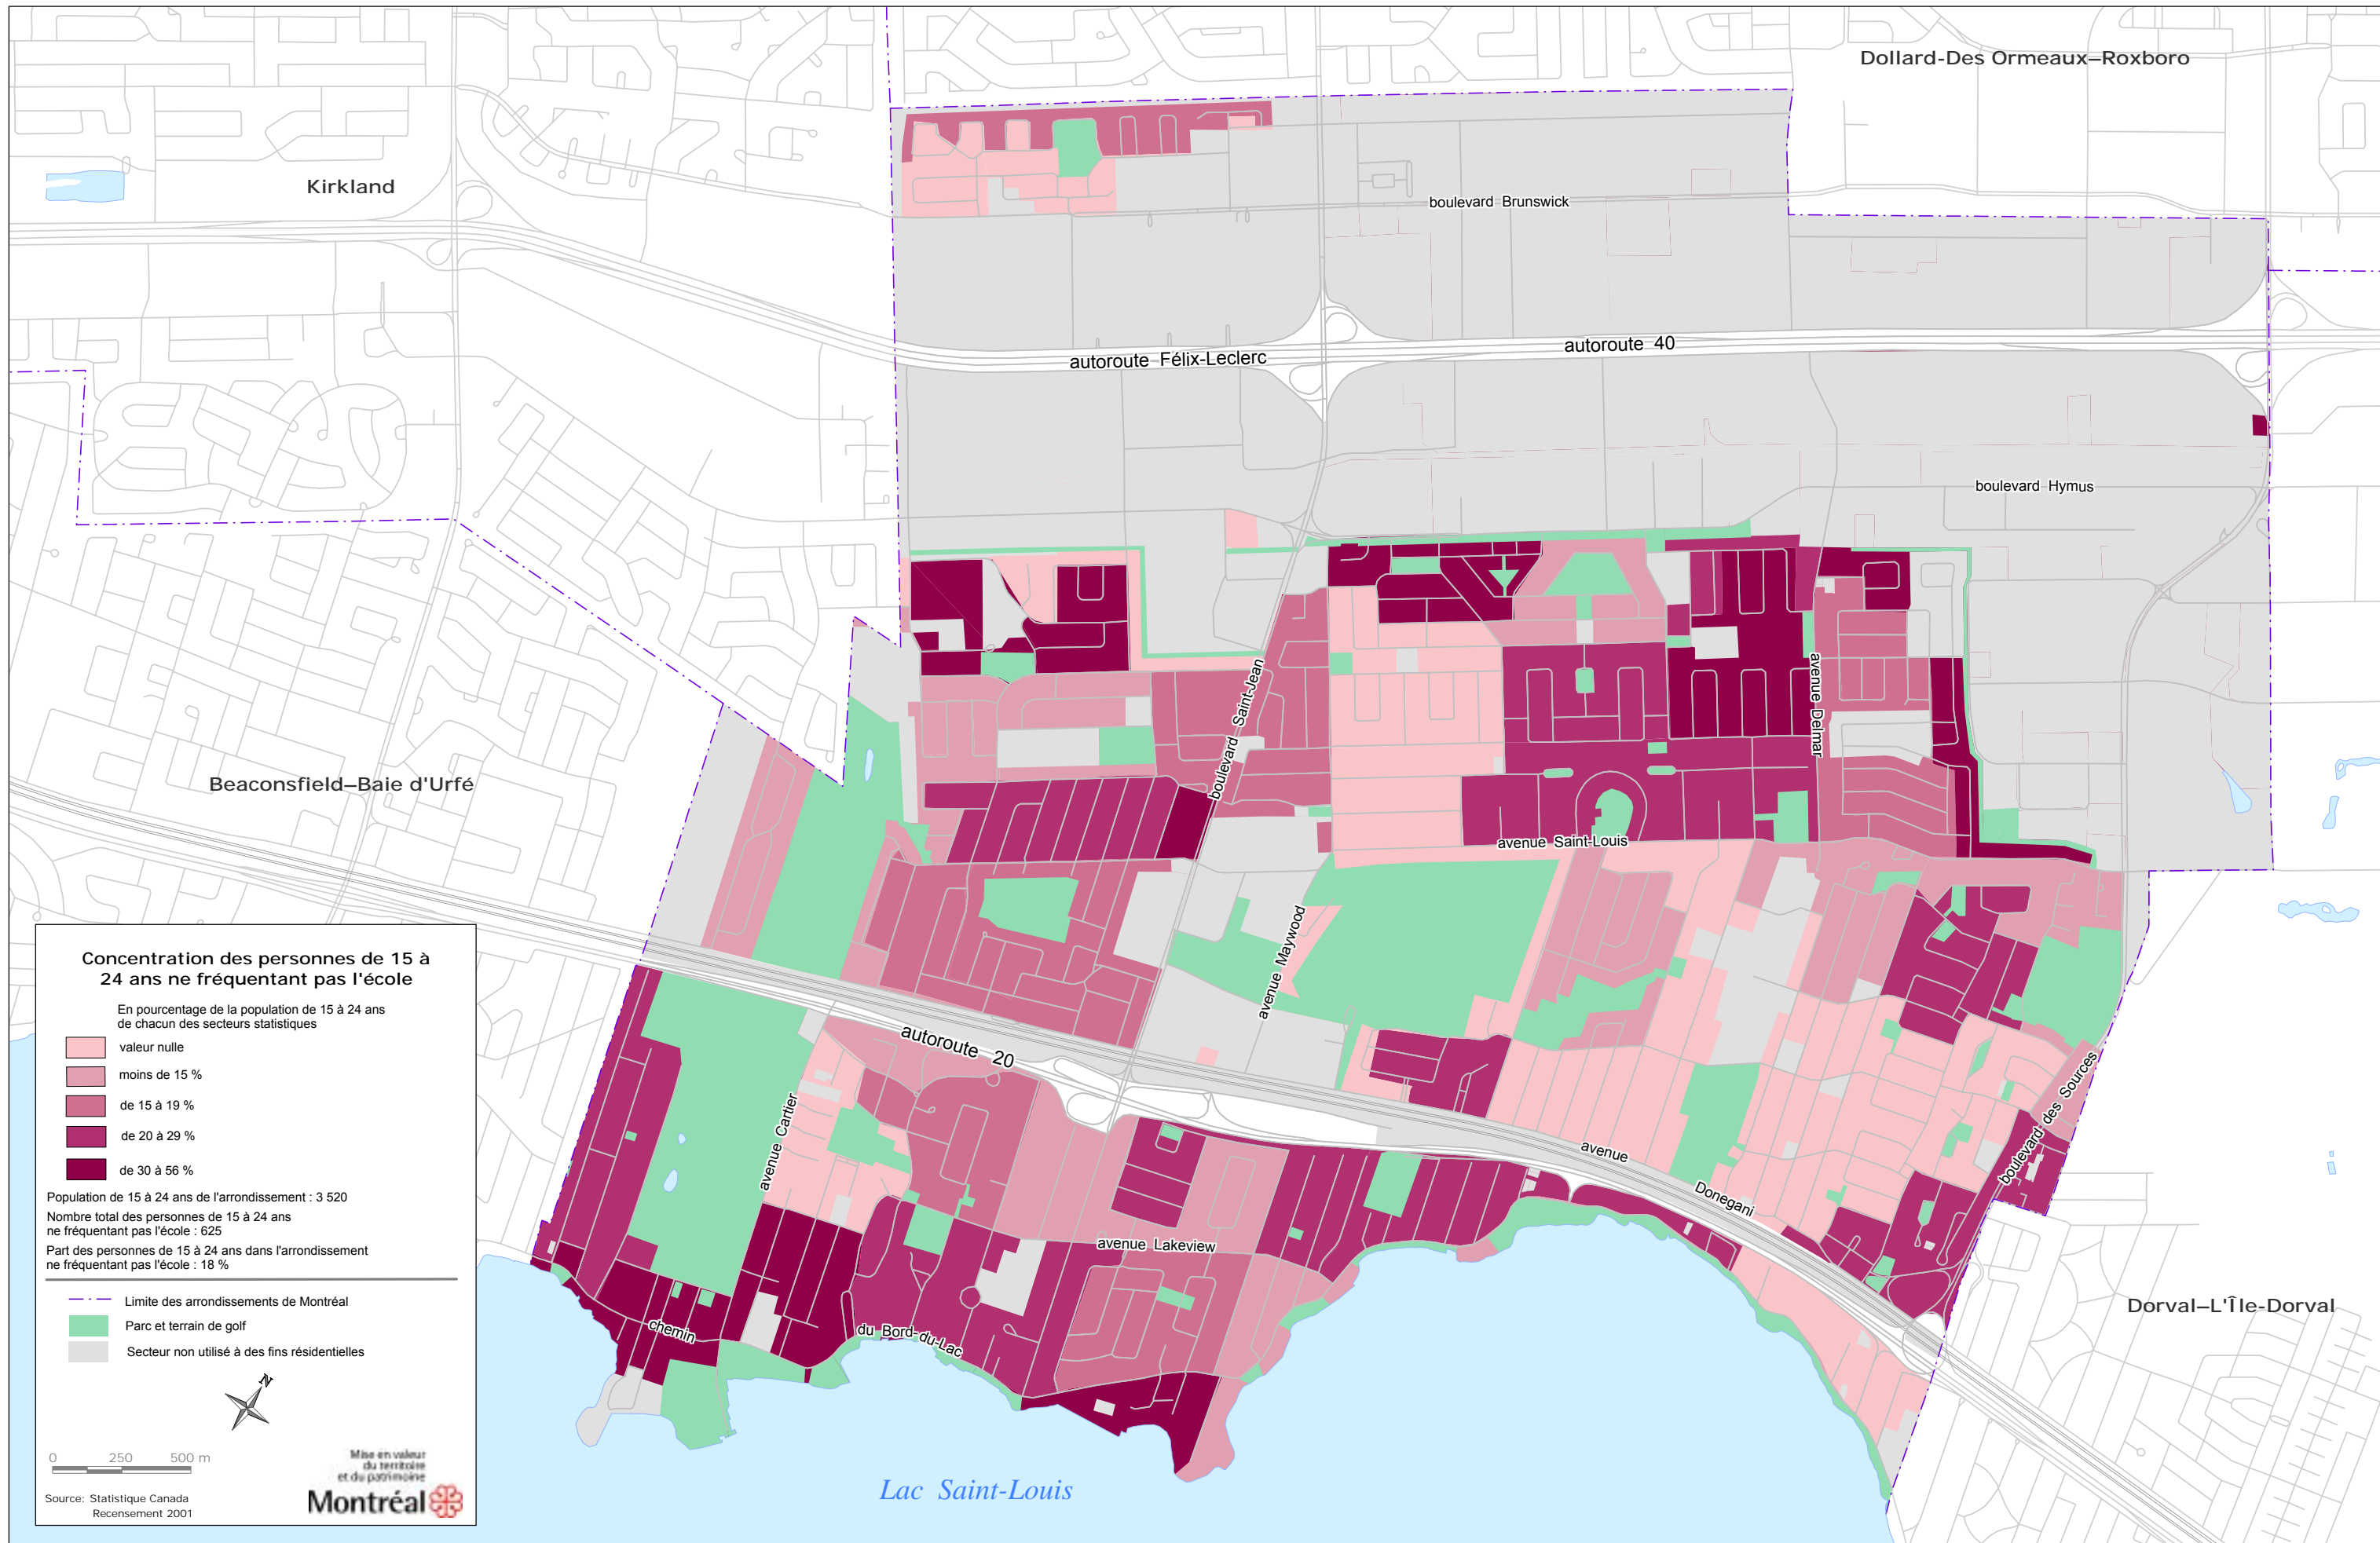 Dollard-Des Ormeaux–Roxboro
Kirkland
boulevard Brunswick
autoroute Félix-Leclerc
autoroute 40
boulevard Hymus
boulevard Saint-Jean
avenue Delmar
Beaconsfield–Baie d'Urfé
avenue Saint-Louis
avenue Maywood
autoroute 20
avenue Cartier
boulevard des Sources
avenue Donegani
avenue Lakeview
chemin du Bord-du-Lac
Dorval–L'Île-Dorval
Lac Saint-Louis
Concentration des personnes de 15 à
24 ans ne fréquentant pas l'école
En pourcentage de la population de 15 à 24 ans
de chacun des secteurs statistiques
valeur nulle
moins de 15 %
de 15 à 19 %
de 20 à 29 %
de 30 à 56 %
Population de 15 à 24 ans de l'arrondissement : 3 520
Nombre total des personnes de 15 à 24 ans
ne fréquentant pas l'école : 625
Part des personnes de 15 à 24 ans dans l'arrondissement
ne fréquentant pas l'école : 18 %
Limite des arrondissements de Montréal
Parc et terrain de golf
Secteur non utilisé à des fins résidentielles
N
0 250 500 m
Mise en valeur
du territoire
et du patrimoine
Montréal
Source: Statistique Canada
Recensement 2001